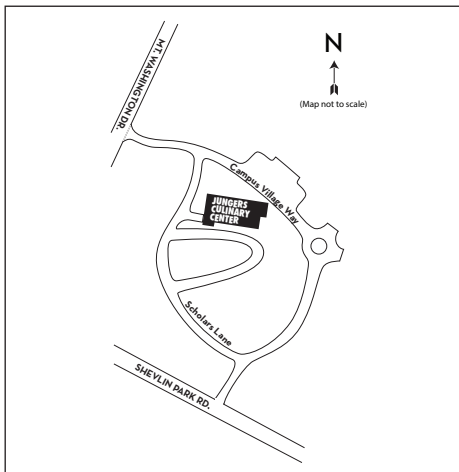 N
(Map not to scale)
MT. WASHINGTON DR.
Campus Village Way
JUNGERS
CULINARY
CENTER
Scholars Lane
SHEVLIN PARK RD.